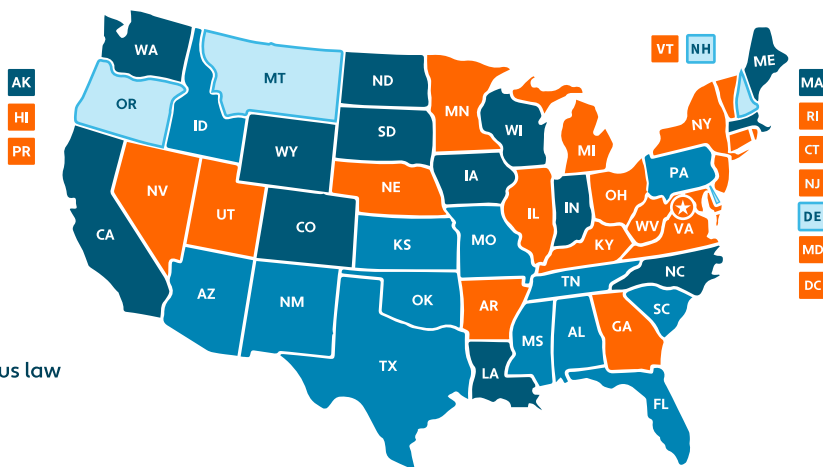 WA
OR
ID
MT
ND
SD
WY
MN
WI
IA
NE
NV
UT
CA
CO
AZ
NM
KS
OK
TX
MO
AR
LA
MS
AL
GA
FL
SC
NC
TN
KY
VA
WV
OH
IN
IL
MI
PA
NY
ME
AK
HI
PR
VT NH
MA
RI
CT
NJ
DE
MD
DC
us law